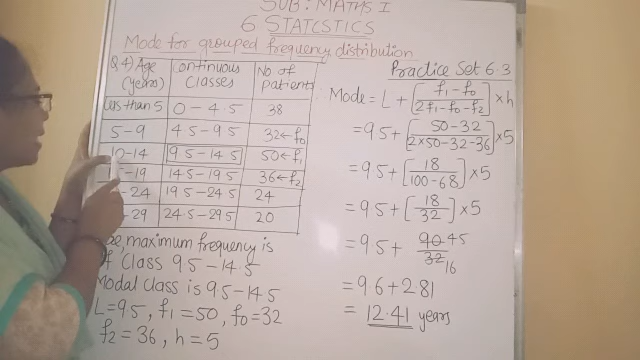 SUB: MATHS I
6 STATCSTICS
Mode for grouped frequency distribution
Q.4) Age (Years) | Continuous Classes | No of patients
Less than 5 | 0-4.5 | 38
5-9 | 4.5-9.5 | 32←f0
10-14 | 9.5-14.5 | 50←f1
-19 | 14.5-19.5 | 36←f2
-24 | 19.5-24.5 | 24
-29 | 24.5-29.5 | 20
maximum frequency is
of class 9.5-14.5
Modal class is 9.5-14.5
L=9.5, f1=50, f0=32
f2=36, h=5
Practice Set 6.3
Mode = L + [f1-f0 / 2f1-f0-f2] × h
= 9.5 + [50-32 / 2×50-32-36] × 5
= 9.5 + [18 / 100-68] × 5
= 9.5 + [18 / 32] × 5
= 9.5 + 90 45 / 32 16
= 9.6 + 2.81
= 12.41 years